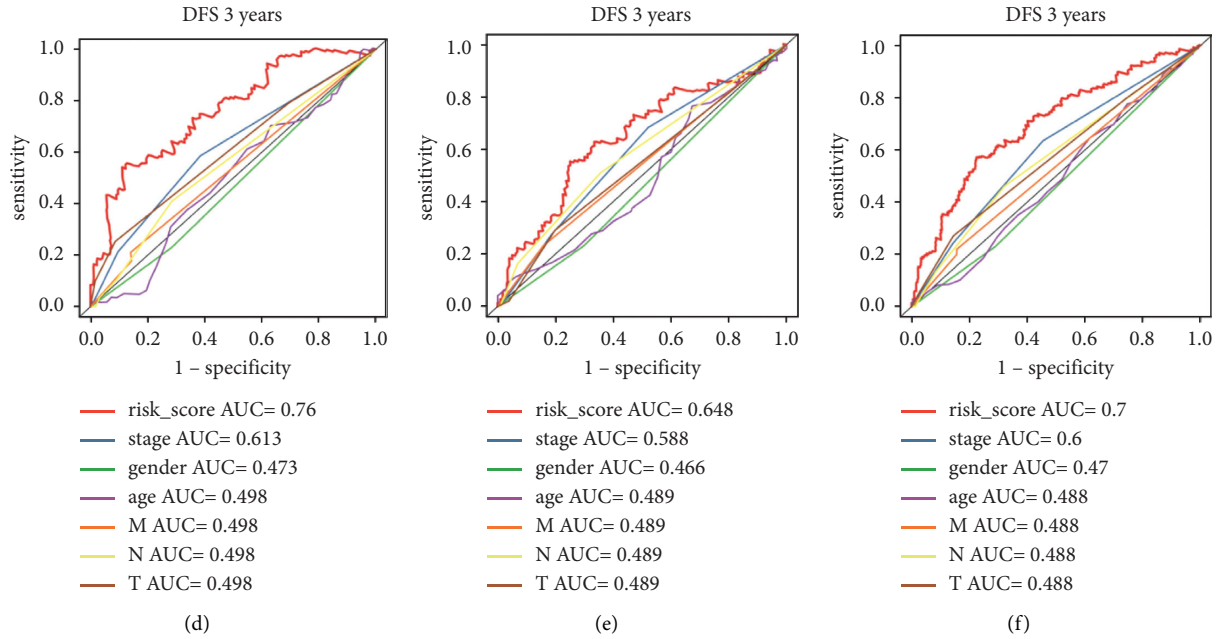 DFS 3 years
1.0
0.8
0.6
0.4
0.2
0.0
sensitivity
0.0 0.2 0.4 0.6 0.8 1.0
1 – specificity
risk_score AUC= 0.76
stage AUC= 0.613
gender AUC= 0.473
age AUC= 0.498
M AUC= 0.498
N AUC= 0.498
T AUC= 0.498
(d)
DFS 3 years
1.0
0.8
0.6
0.4
0.2
0.0
sensitivity
0.0 0.2 0.4 0.6 0.8 1.0
1 – specificity
risk_score AUC= 0.648
stage AUC= 0.588
gender AUC= 0.466
age AUC= 0.489
M AUC= 0.489
N AUC= 0.489
T AUC= 0.489
(e)
DFS 3 years
1.0
0.8
0.6
0.4
0.2
0.0
sensitivity
0.0 0.2 0.4 0.6 0.8 1.0
1 – specificity
risk_score AUC= 0.7
stage AUC= 0.6
gender AUC= 0.47
age AUC= 0.488
M AUC= 0.488
N AUC= 0.488
T AUC= 0.488
(f)